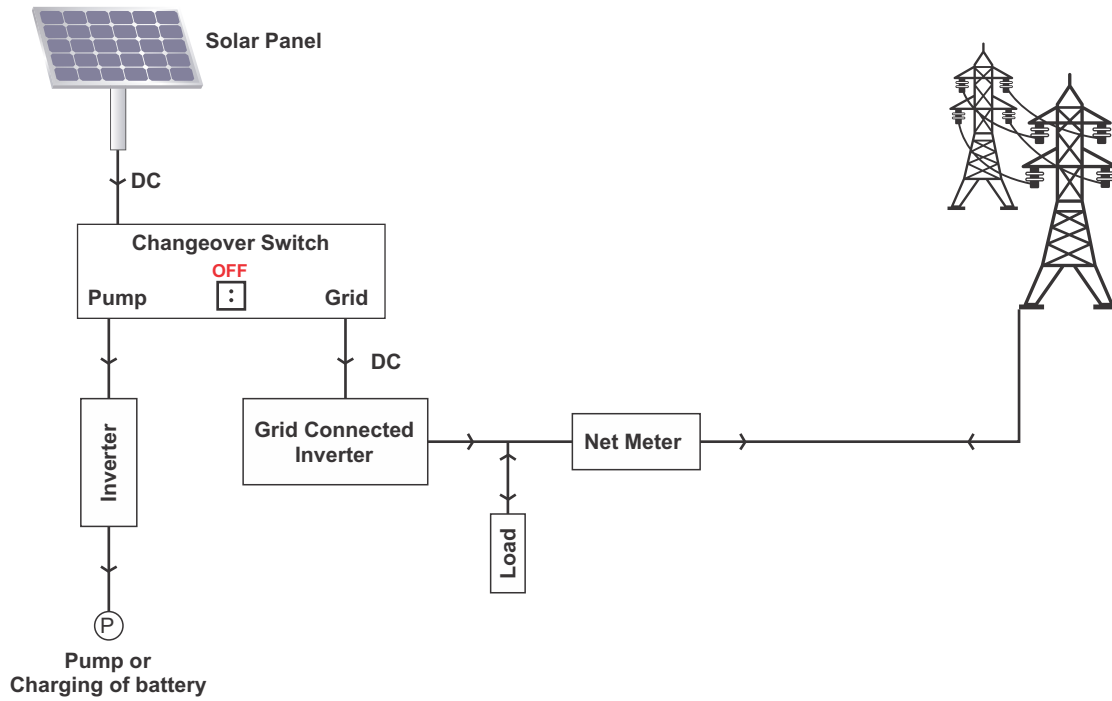 Solar Panel
DC
Changeover Switch
OFF
:
Pump
Grid
DC
Inverter
Grid Connected
Inverter
Net Meter
Load
P
Pump or
Charging of battery